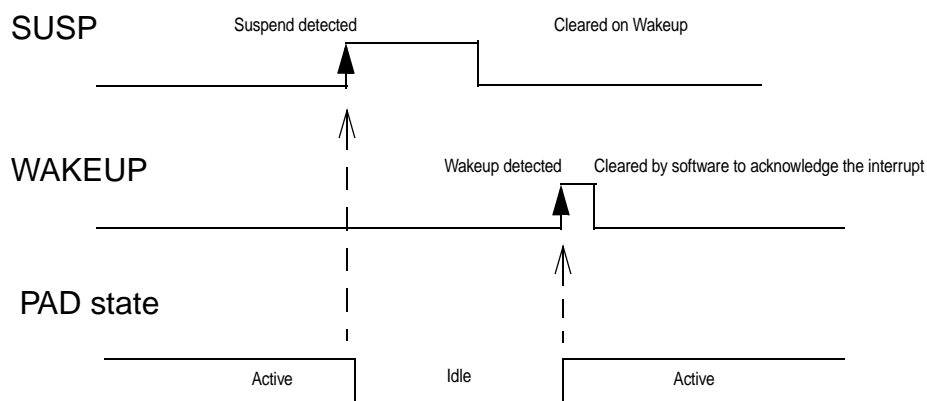 SUSP
Suspend detected
Cleared on Wakeup
WAKEUP
Wakeup detected
Cleared by software to acknowledge the interrupt
PAD state
Active
Idle
Active